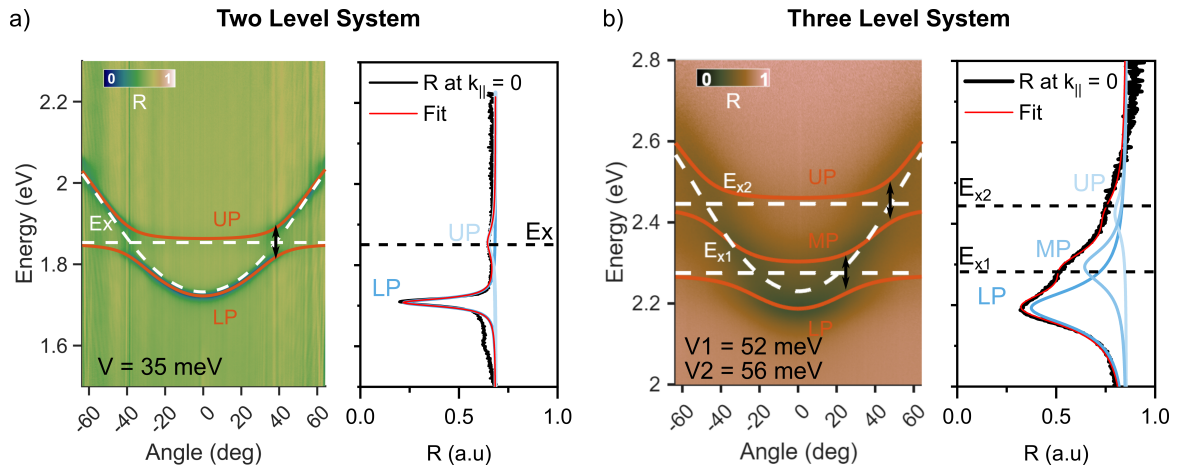 a)
Two Level System
b)
Three Level System
0
1
R
Energy (eV)
2.2
2
1.8
1.6
Ex
UP
LP
V = 35 meV
-60
-40
-20
0
20
40
60
Angle (deg)
R at k|| = 0
Fit
UP
Ex
LP
0.0
0.5
1.0
R (a.u)
0
1
R
Energy (eV)
2.8
2.6
2.4
2.2
2
Ex2
UP
MP
Ex1
LP
V1 = 52 meV
V2 = 56 meV
-60
-40
-20
0
20
40
60
Angle (deg)
R at k|| = 0
Fit
UP
Ex2
MP
Ex1
LP
0.0
0.5
1.0
R (a.u)